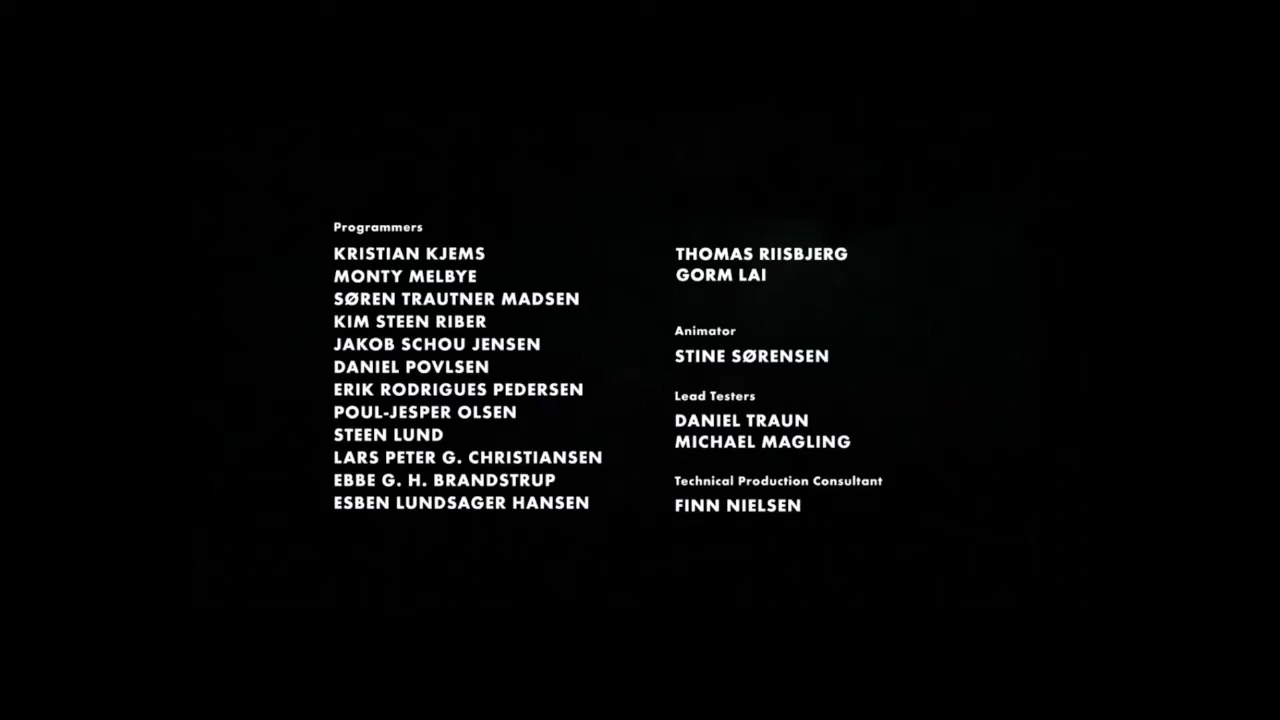 Programmers
KRISTIAN KJEMS
MONTY MELBYE
SØREN TRAUTNER MADSEN
KIM STEEN RIBER
JAKOB SCHOU JENSEN
DANIEL POVLSEN
ERIK RODRIGUES PEDERSEN
POUL-JESPER OLSEN
STEEN LUND
LARS PETER G. CHRISTIANSEN
EBBE G. H. BRANDSTRUP
ESBEN LUNDSAGER HANSEN
THOMAS RIISBJERG
GORM LAI
Animator
STINE SØRENSEN
Lead Testers
DANIEL TRAUN
MICHAEL MAGLING
Technical Production Consultant
FINN NIELSEN